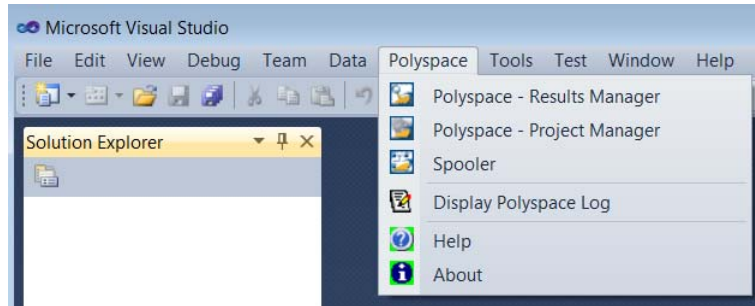 Microsoft Visual Studio
File Edit View Debug Team Data Polyspace Tools Test Window Help
Polyspace - Results Manager
Polyspace - Project Manager
Solution Explorer
Spooler
Display Polyspace Log
Help
About